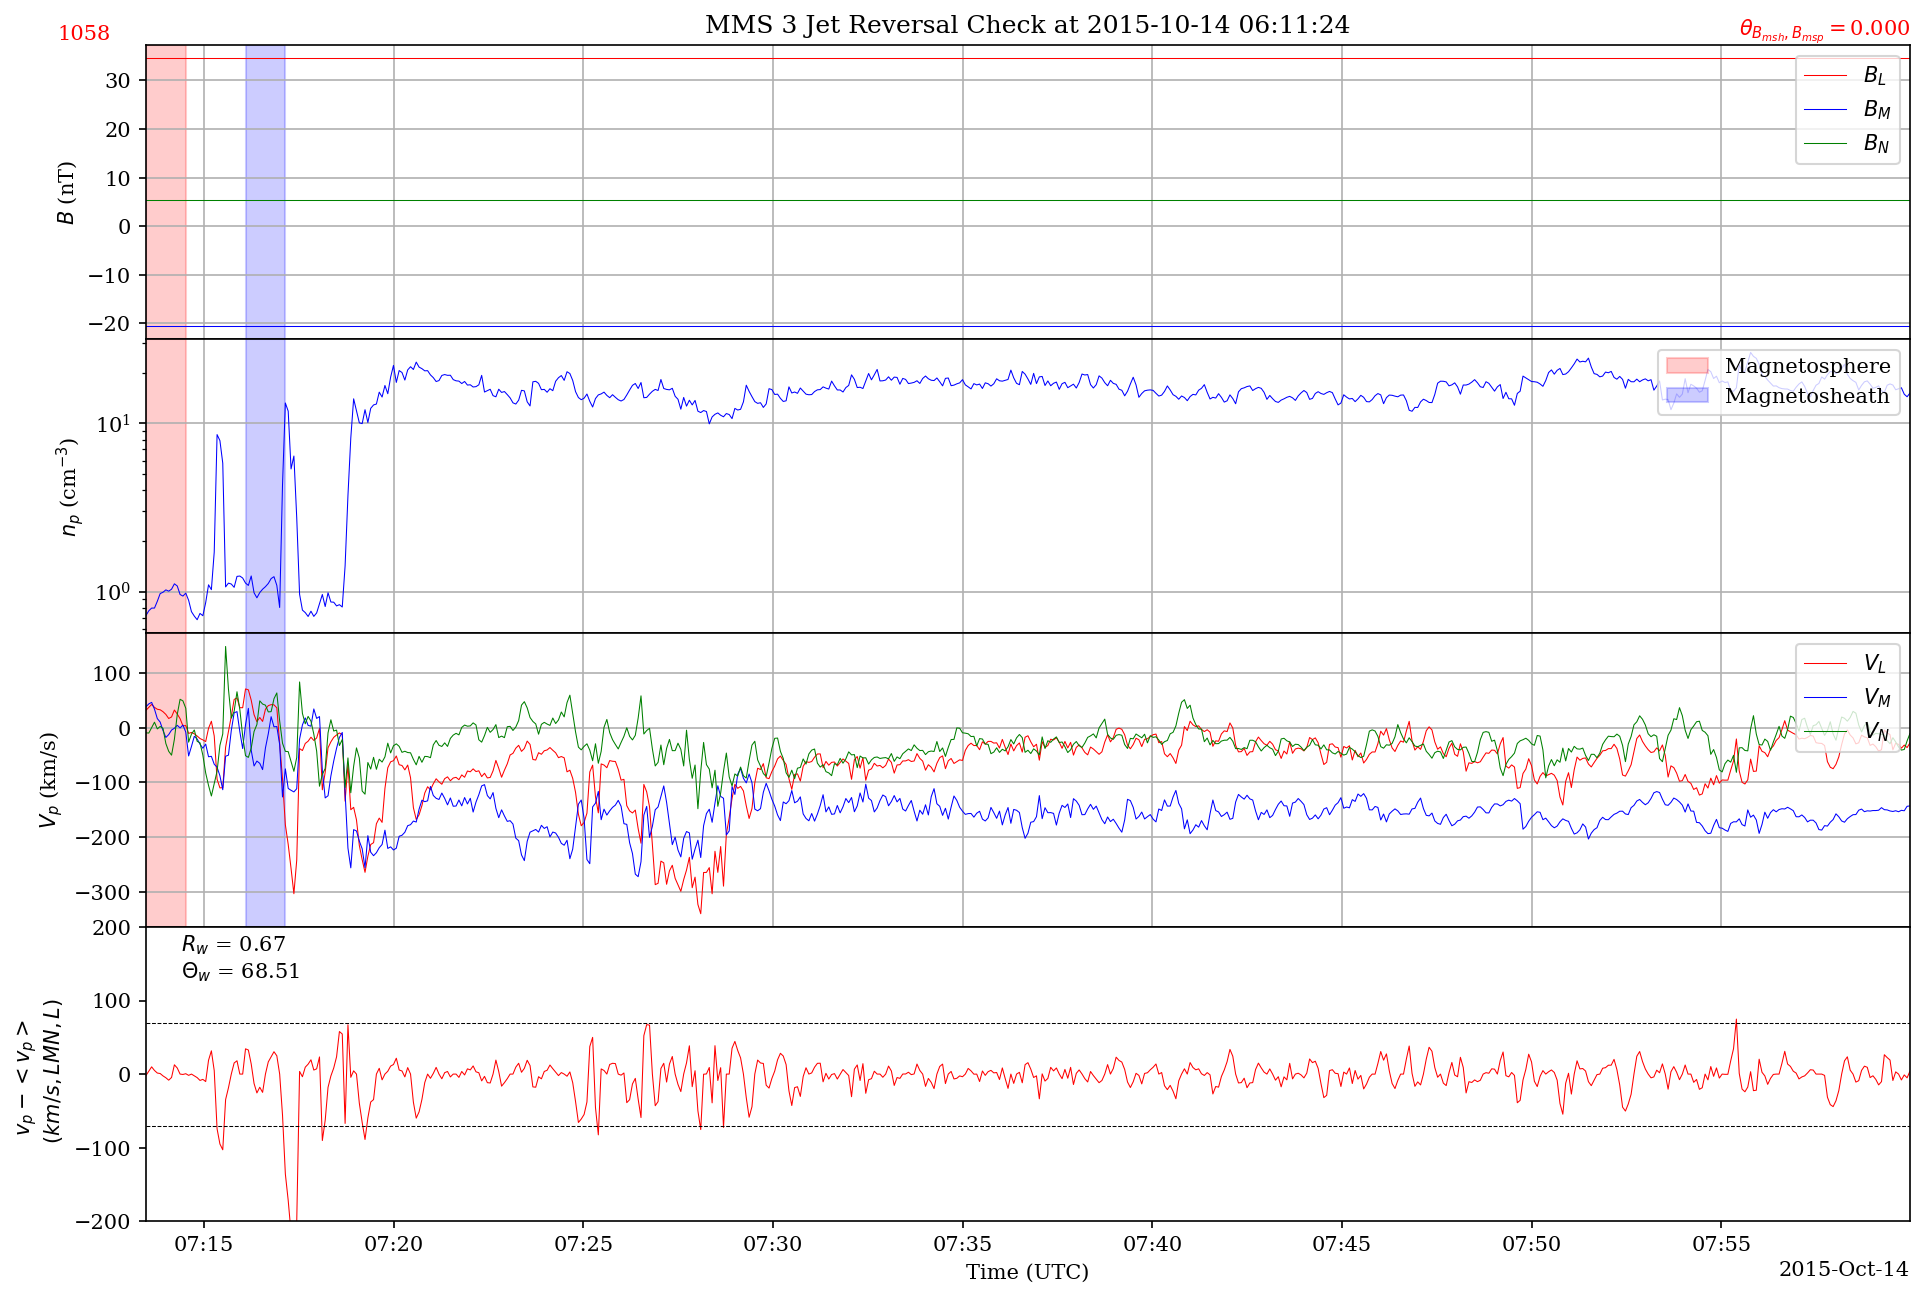 1058
MMS 3 Jet Reversal Check at 2015-10-14 06:11:24
θ_{B_{msh}, B_{msp}} = 0.000
B (nT)
30
20
10
0
−10
−20
B_L
B_M
B_N
n_p (cm^{−3})
10^1
10^0
Magnetosphere
Magnetosheath
V_p (km/s)
100
0
−100
−200
−300
V_L
V_M
V_N
v_p − < v_p >
(km/s, LMN, L)
200
100
0
−100
−200
R_w = 0.67
Θ_w = 68.51
07:15 07:20 07:25 07:30 07:35 07:40 07:45 07:50 07:55
Time (UTC)
2015-Oct-14